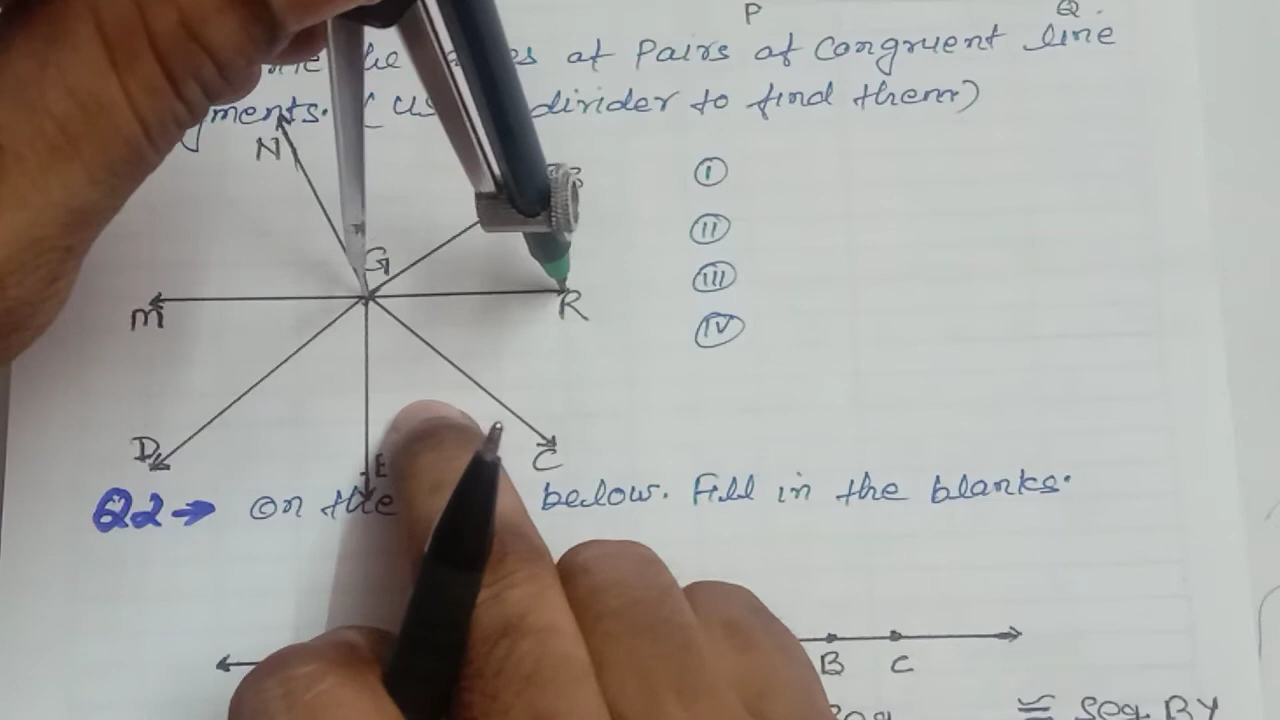 P Q.
at Pairs of Congruent line
ments. ( divider to find them)
N
G
M
R
D
E
C
I
II
III
IV
Q2→ on the below. Fill in the blanks.
B C
≅ seg BY